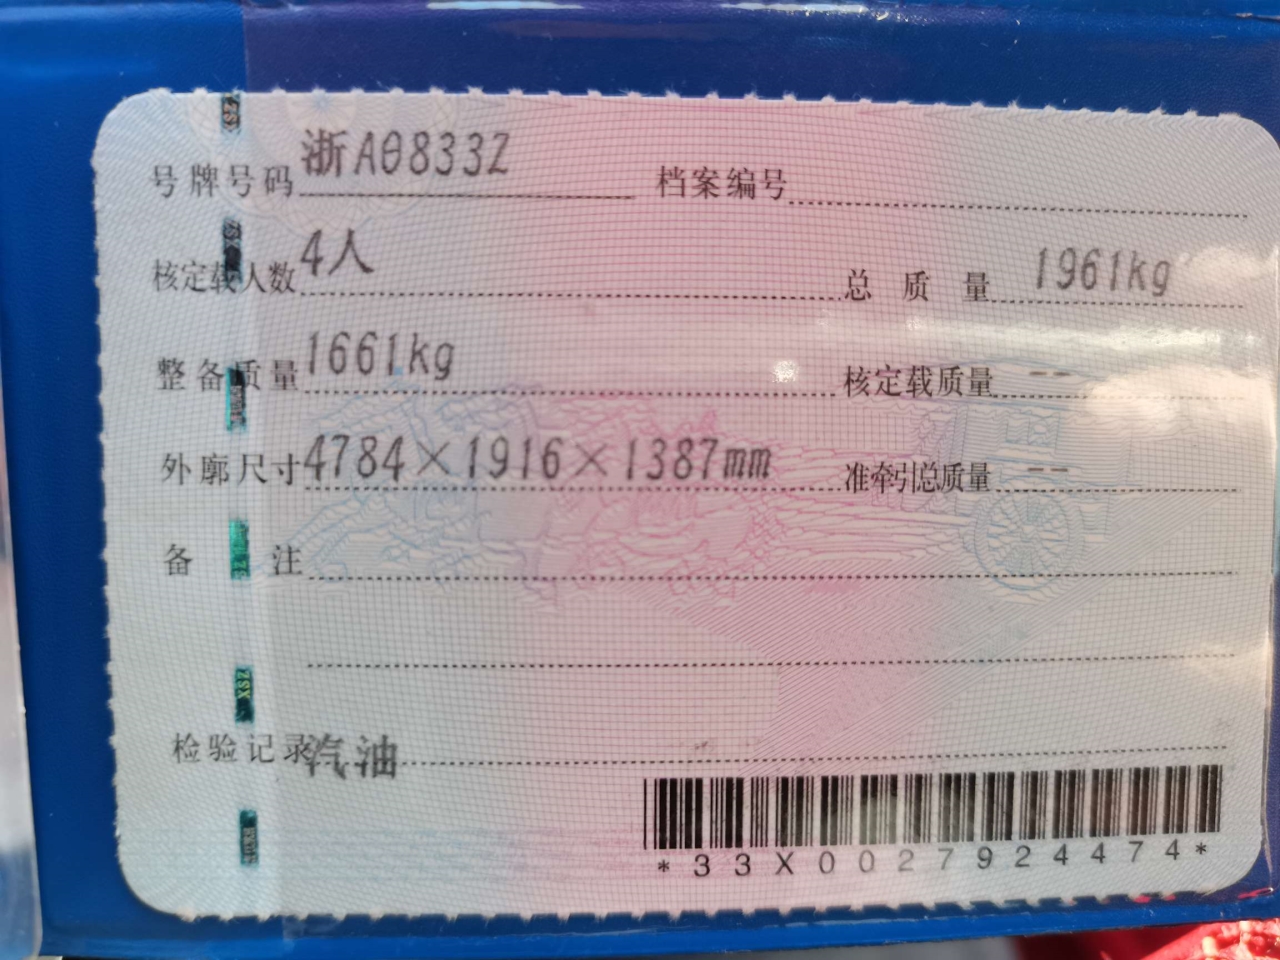 号牌号码 浙A0833Z 档案编号
核定载人数 4人 总质量 1961kg
整备质量 1661kg 核定载质量 --
外廓尺寸 4784×1916×1387mm 准牵引总质量 --
备注
检验记录 汽油
*33X0027924474*